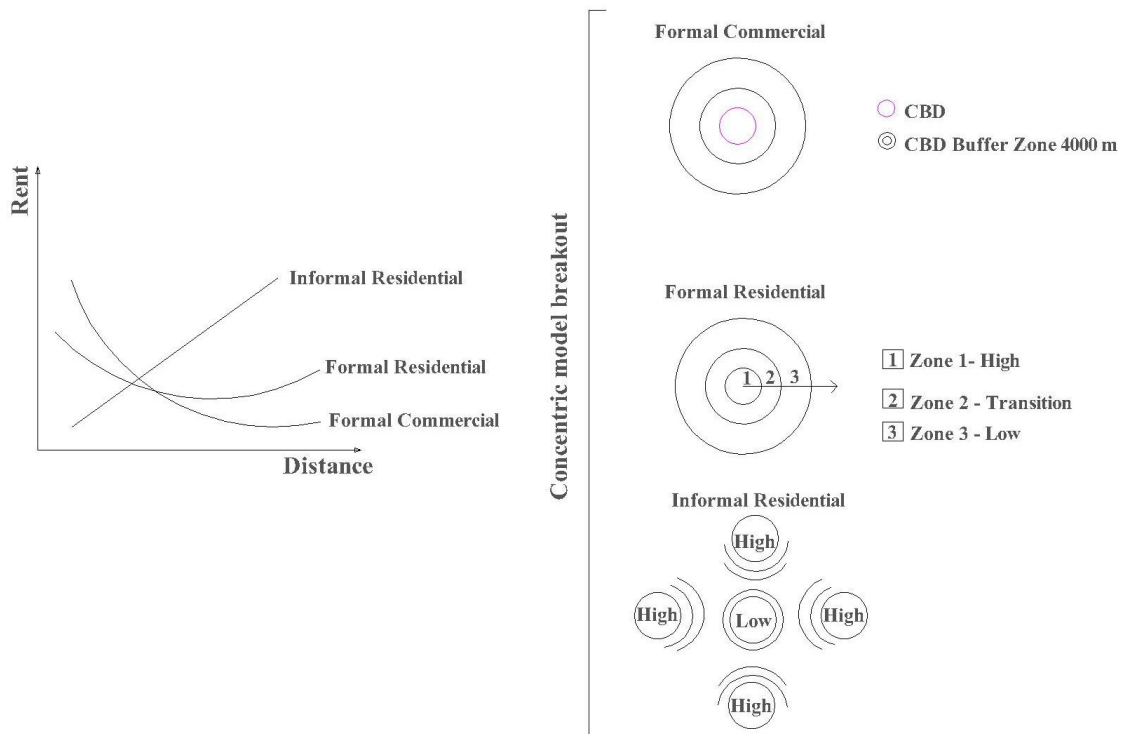 Rent
Informal Residential
Formal Residential
Formal Commercial
Distance
Concentric model breakout
Formal Commercial
CBD
CBD Buffer Zone 4000 m
Formal Residential
1 2 3
1 Zone 1- High
2 Zone 2 - Transition
3 Zone 3 - Low
Informal Residential
High
High Low High
High